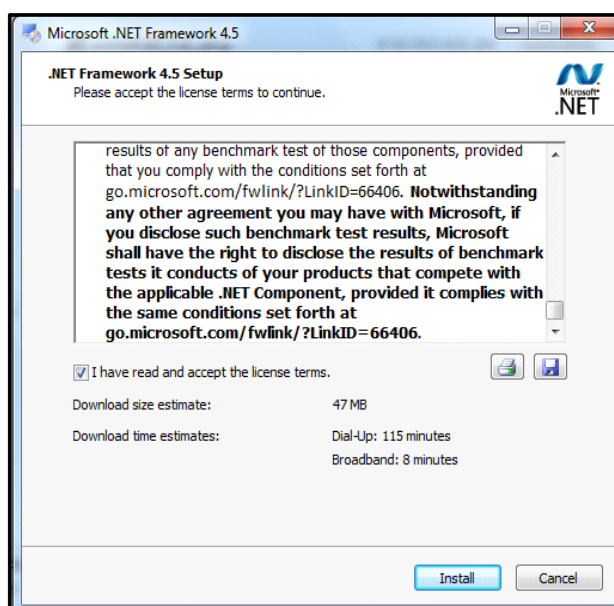 Microsoft .NET Framework 4.5
.NET Framework 4.5 Setup
Please accept the license terms to continue.
Microsoft
.NET
results of any benchmark test of those components, provided
that you comply with the conditions set forth at
go.microsoft.com/fwlink/?LinkID=66406. Notwithstanding
any other agreement you may have with Microsoft, if
you disclose such benchmark test results, Microsoft
shall have the right to disclose the results of benchmark
tests it conducts of your products that compete with
the applicable .NET Component, provided it complies with
the same conditions set forth at
go.microsoft.com/fwlink/?LinkID=66406.
I have read and accept the license terms.
Download size estimate: 47 MB
Download time estimates: Dial-Up: 115 minutes
Broadband: 8 minutes
Install Cancel